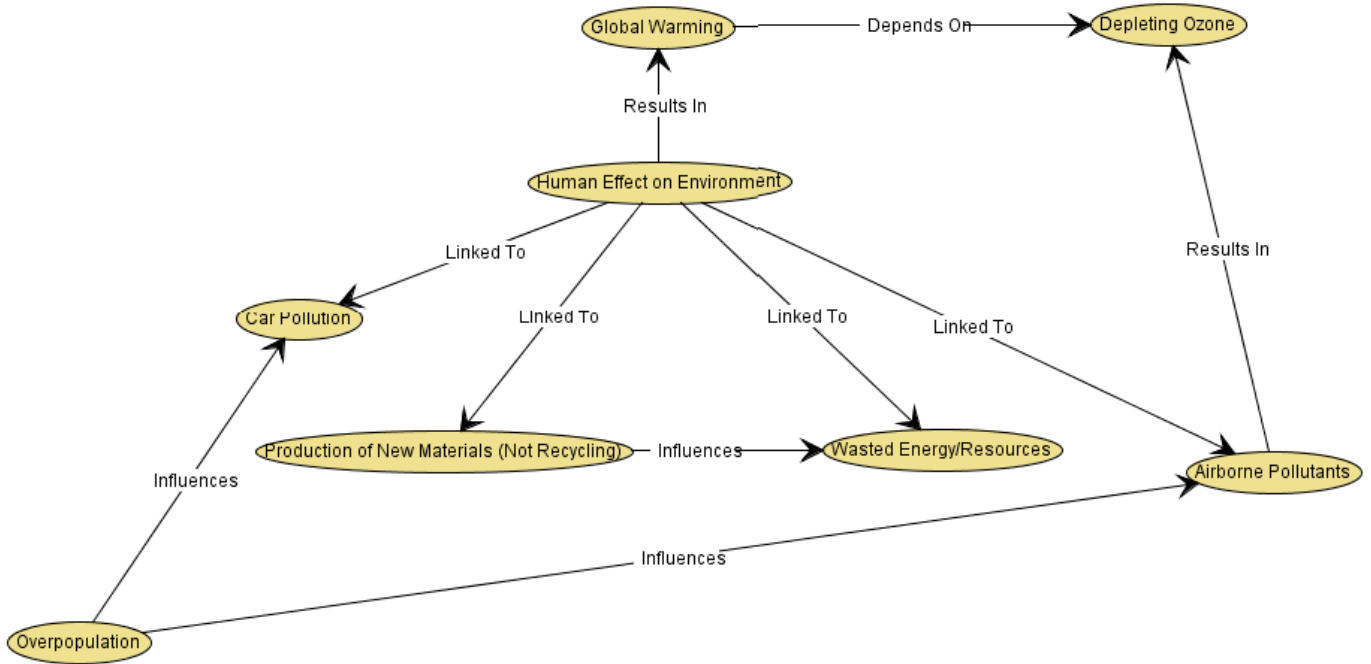 Global Warming
Depends On
Depleting Ozone
Results In
Human Effect on Environment
Linked To
Results In
Car Pollution
Linked To
Linked To
Linked To
Production of New Materials (Not Recycling)
Influences
Wasted Energy/Resources
Airborne Pollutants
Influences
Influences
Overpopulation